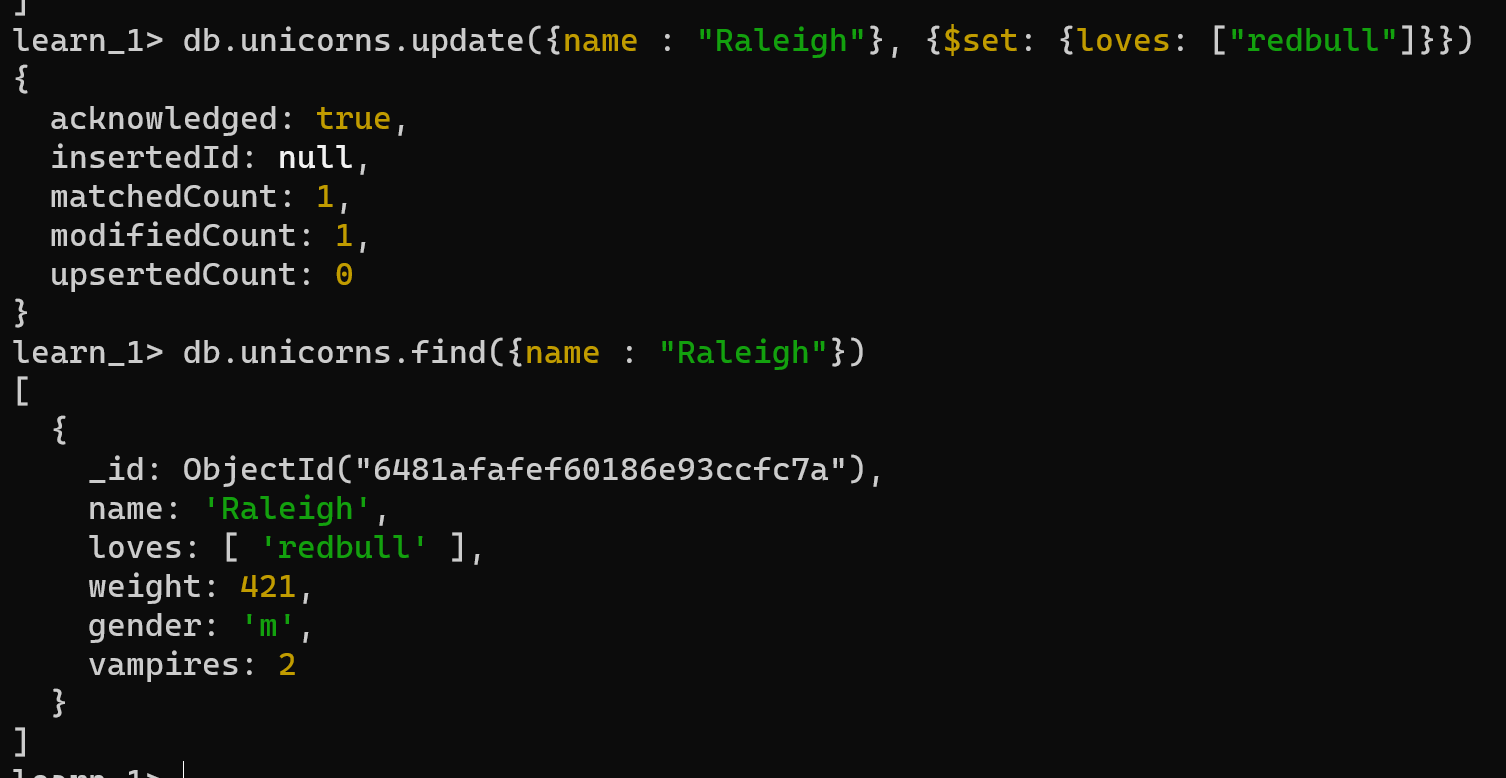 ]
learn_1> db.unicorns.update({name : "Raleigh"}, {$set: {loves: ["redbull"]}})
{
  acknowledged: true,
  insertedId: null,
  matchedCount: 1,
  modifiedCount: 1,
  upsertedCount: 0
}
learn_1> db.unicorns.find({name : "Raleigh"})
[
  {
    _id: ObjectId("6481afafef60186e93ccfc7a"),
    name: 'Raleigh',
    loves: [ 'redbull' ],
    weight: 421,
    gender: 'm',
    vampires: 2
  }
]
learn_1>